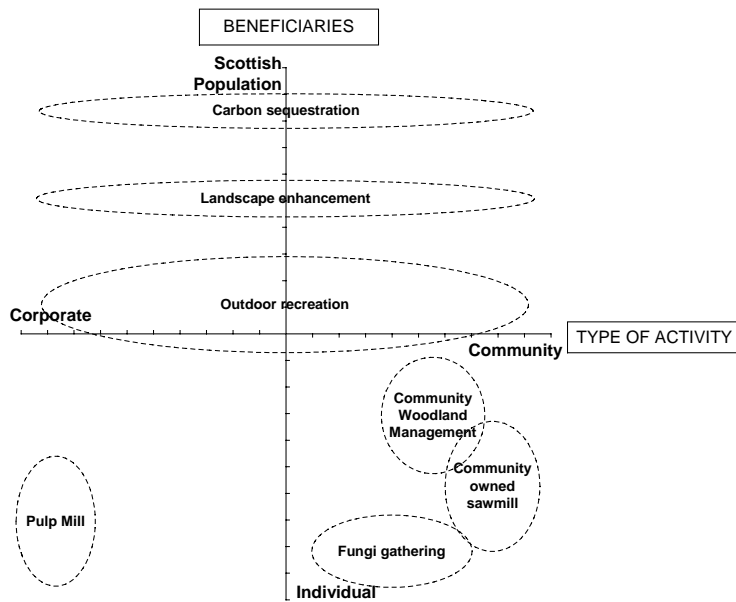 BENEFICIARIES
Scottish
Population
Carbon sequestration
Landscape enhancement
Outdoor recreation
Corporate
TYPE OF ACTIVITY
Community
Community
Woodland
Management
Community
owned
sawmill
Pulp Mill
Fungi gathering
Individual